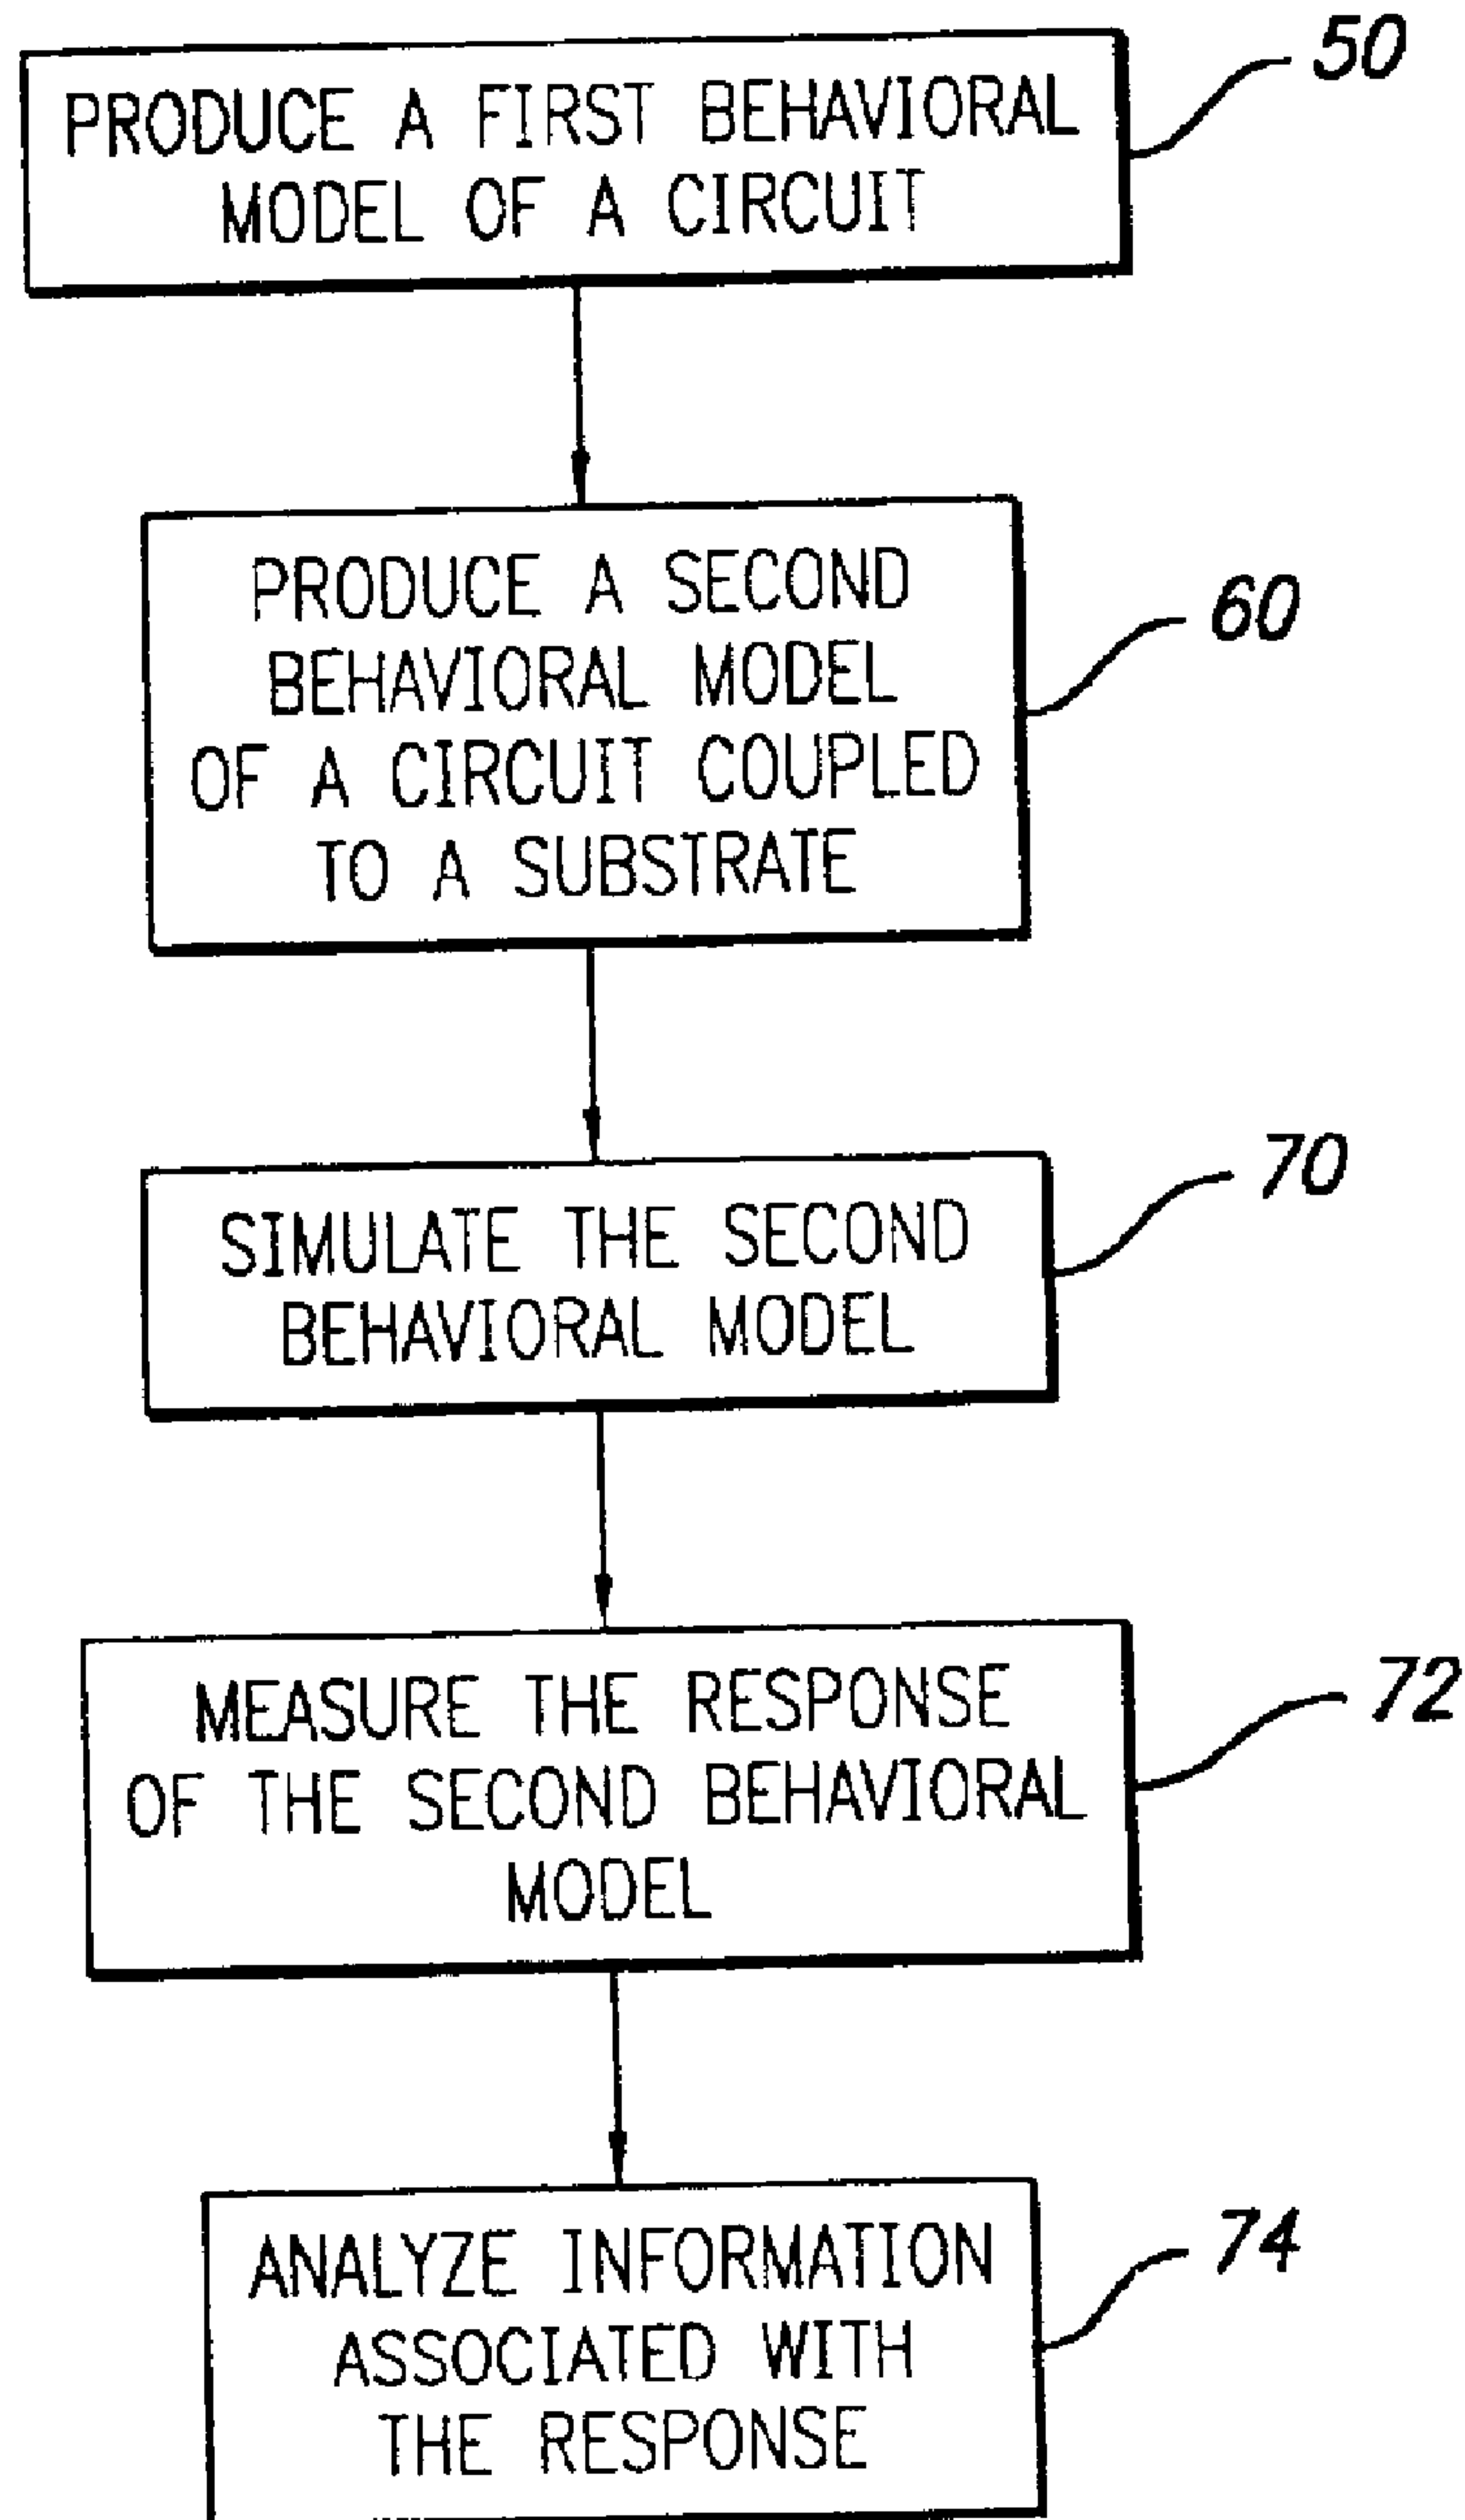 50
PRODUCE A FIRST BEHAVIORAL
MODEL OF A CIRCUIT
60
PRODUCE A SECOND
BEHAVIORAL MODEL
OF A CIRCUIT COUPLED
TO A SUBSTRATE
70
SIMULATE THE SECOND
BEHAVIORAL MODEL
72
MEASURE THE RESPONSE
OF THE SECOND BEHAVIORAL
MODEL
74
ANALYZE INFORMATION
ASSOCIATED WITH
THE RESPONSE